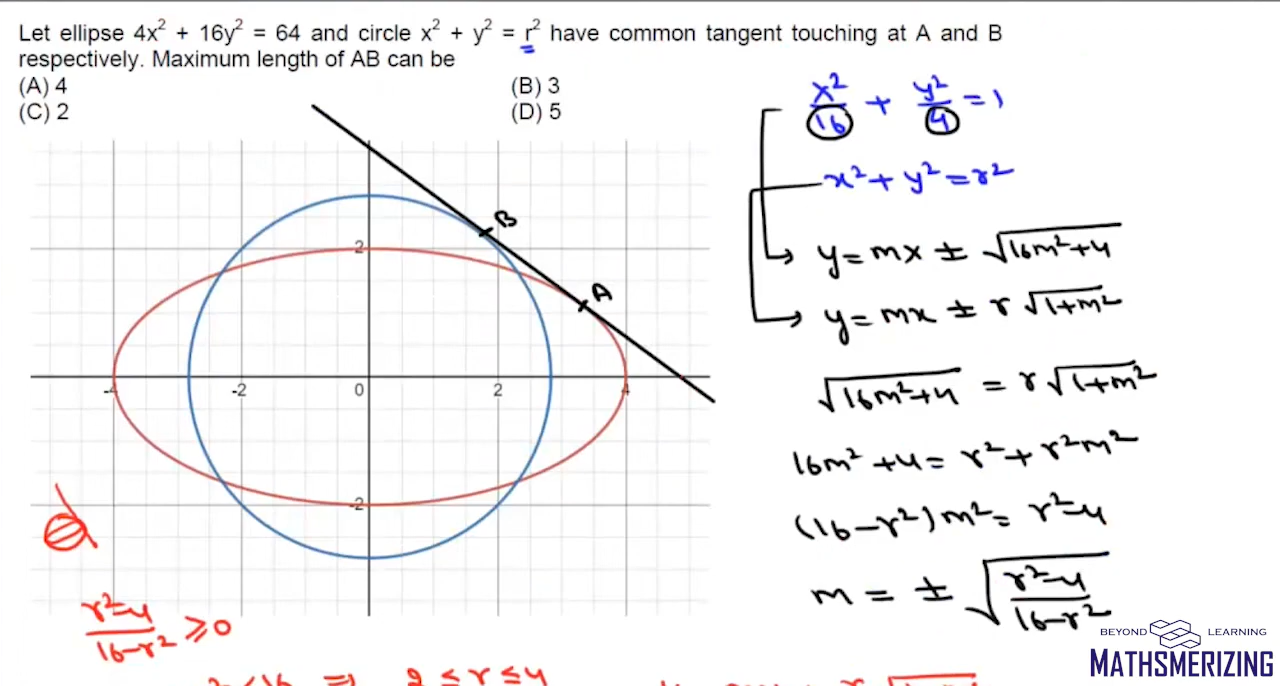 Let ellipse 4x² + 16y² = 64 and circle x² + y² = r² have common tangent touching at A and B
respectively. Maximum length of AB can be
(A) 4 (B) 3
(C) 2 (D) 5
x²/16 + y²/4 = 1
x² + y² = r²
B
2
A
y = mx ± √(16m²+4)
y = mx ± r √(1+m²)
-4 -2 0 2 4
√(16m²+4) = r √(1+m²)
16m² + 4 = r² + r²m²
-2
(16-r²)m² = r²-4
m = ± √((r²-4)/(16-r²))
(r²-4)/(16-r²) ≥ 0
BEYOND LEARNING
MATHSMERIZING
2 ≤ r ≤ 4